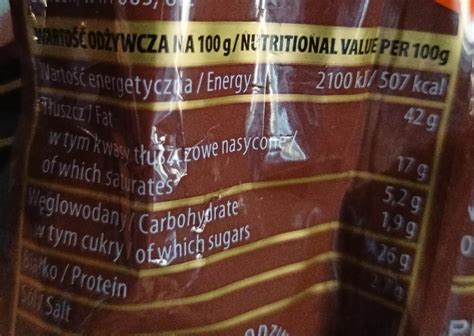 WARTOŚĆ ODŻYWCZA NA 100 g / NUTRITIONAL VALUE PER 100g
Wartość energetyczna / Energy 2100 kJ / 507 kcal
Tłuszcz / Fat 42 g
w tym kwasy tłuszczowe nasycone /
of which saturates 17 g
Węglowodany / Carbohydrate 5,2 g
w tym cukry / of which sugars 1,9 g
Białko / Protein 26 g
Sól / Salt 2,7 g